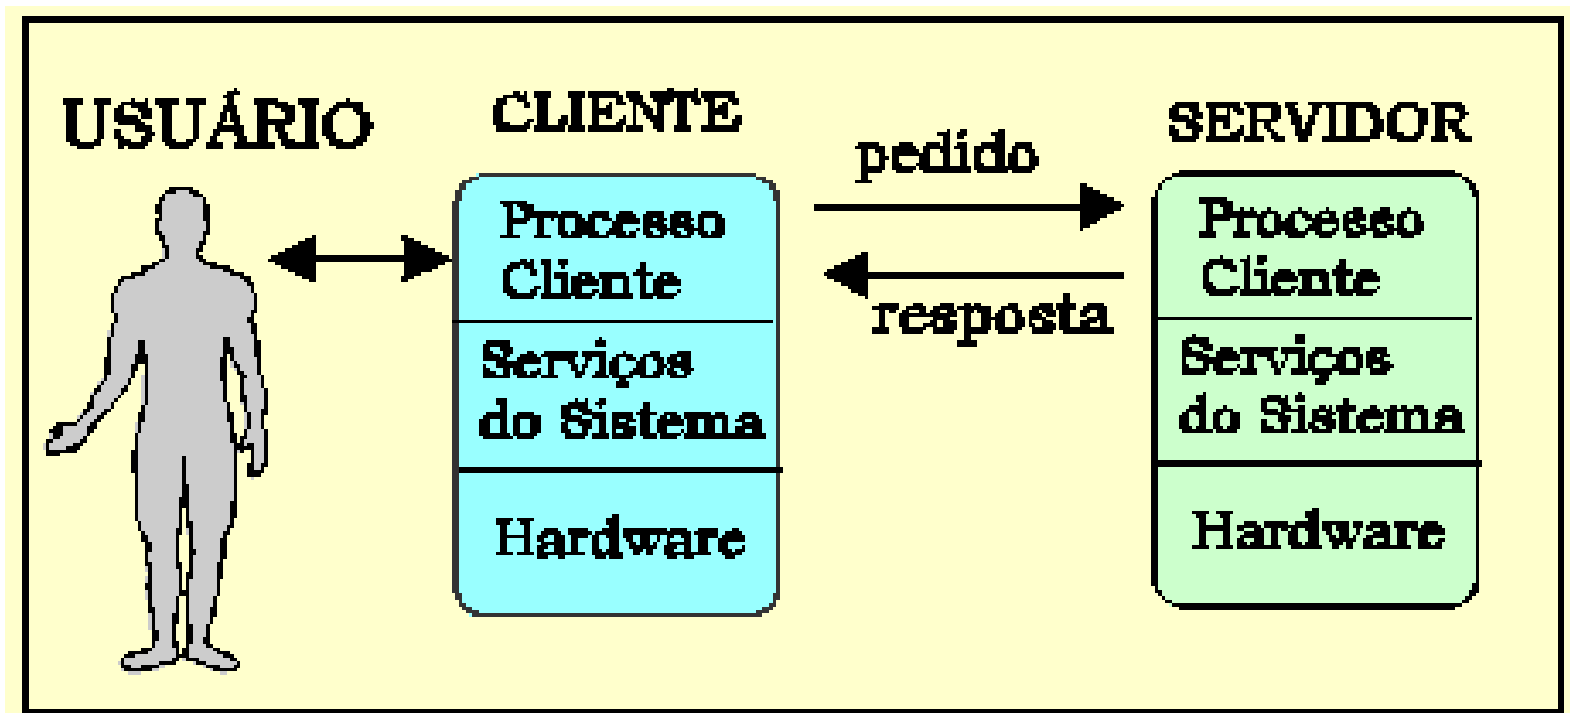 USUÁRIO
CLIENTE
pedido
SERVIDOR
Processo
Cliente
Serviços
do Sistema
Hardware
resposta
Processo
Cliente
Serviços
do Sistema
Hardware